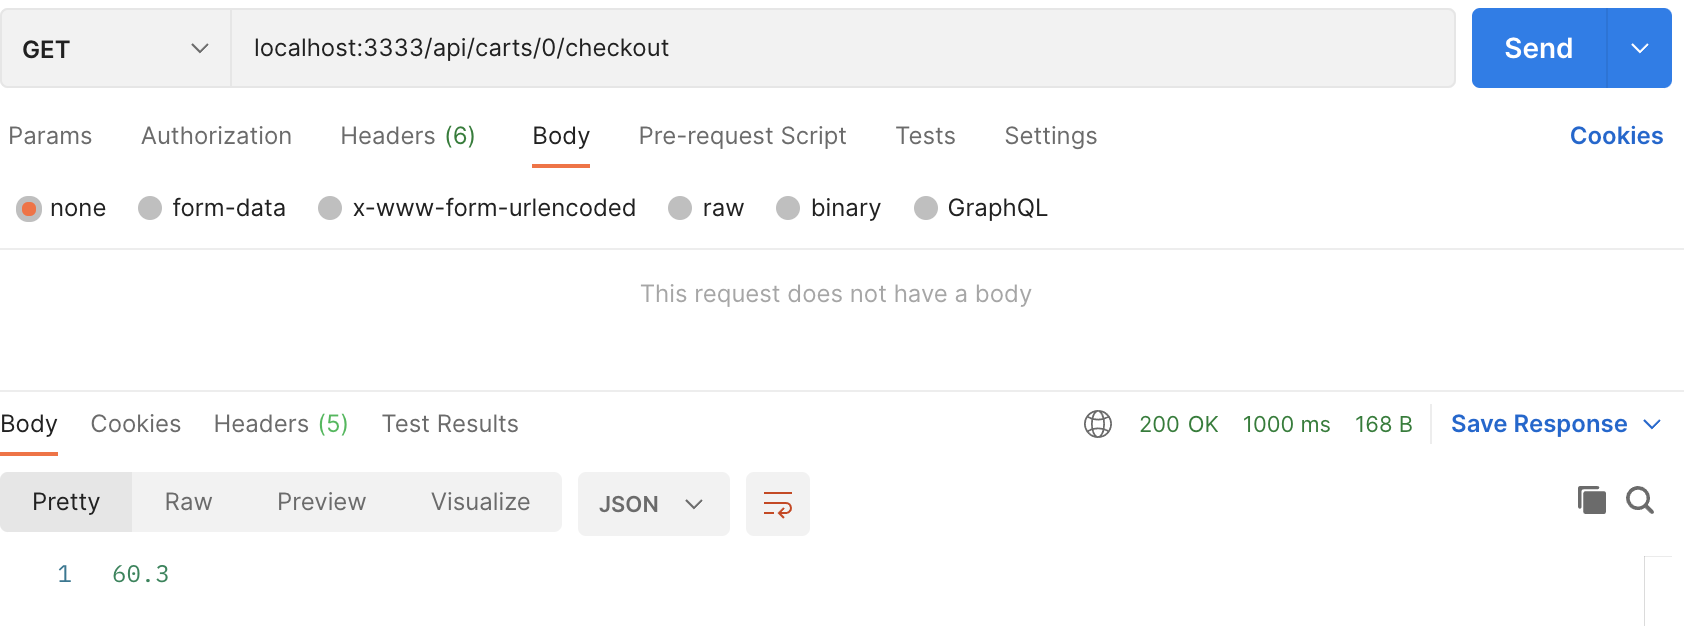 GET localhost:3333/api/carts/0/checkout Send
Params Authorization Headers (6) Body Pre-request Script Tests Settings Cookies
none form-data x-www-form-urlencoded raw binary GraphQL
This request does not have a body
Body Cookies Headers (5) Test Results 200 OK 1000 ms 168 B Save Response
Pretty Raw Preview Visualize JSON
1 60.3